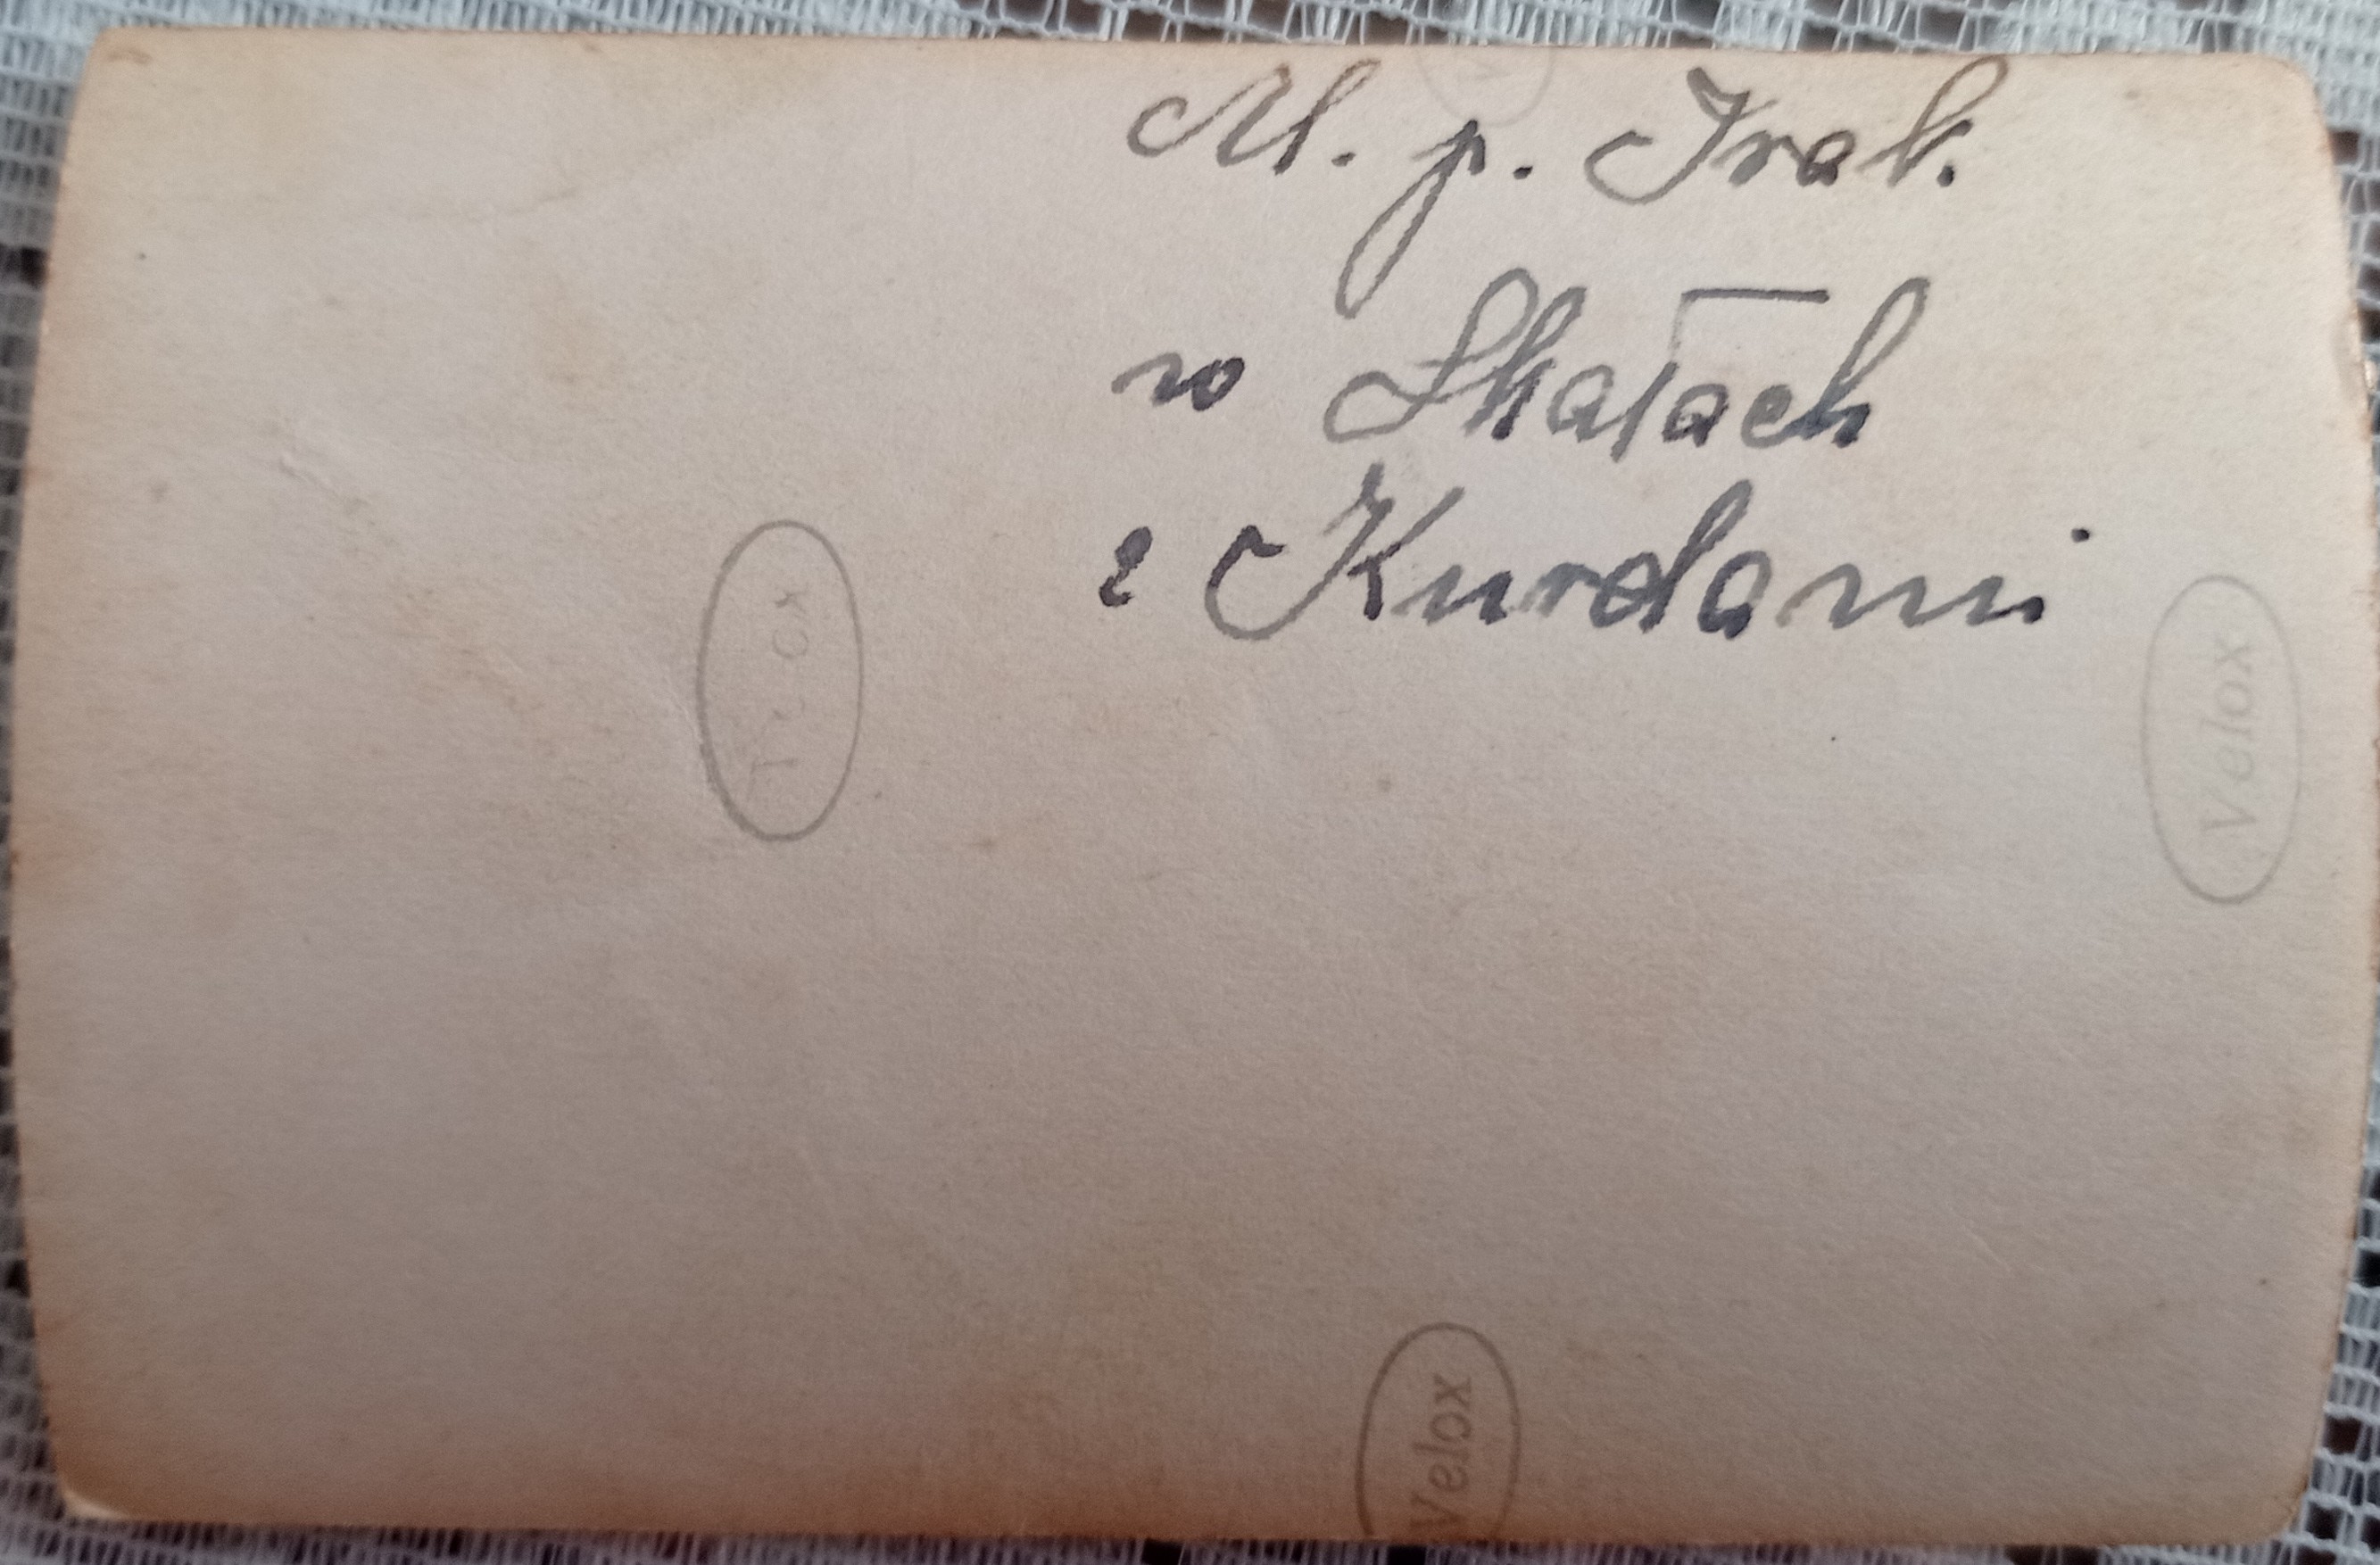 M. p. Irak.
w Skałach
z Kurdami
Velox
Velox
Velox